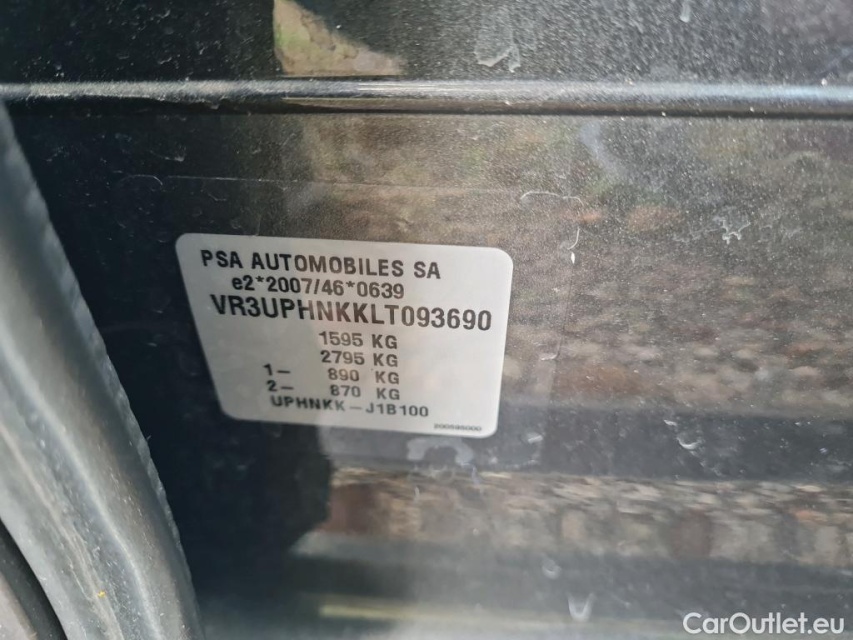 PSA AUTOMOBILES SA
e2*2007/46*0639
VR3UPHNKKLT093690
1595 KG
2795 KG
1- 890 KG
2- 870 KG
UPHNKK-J1B100
CarOutlet.eu